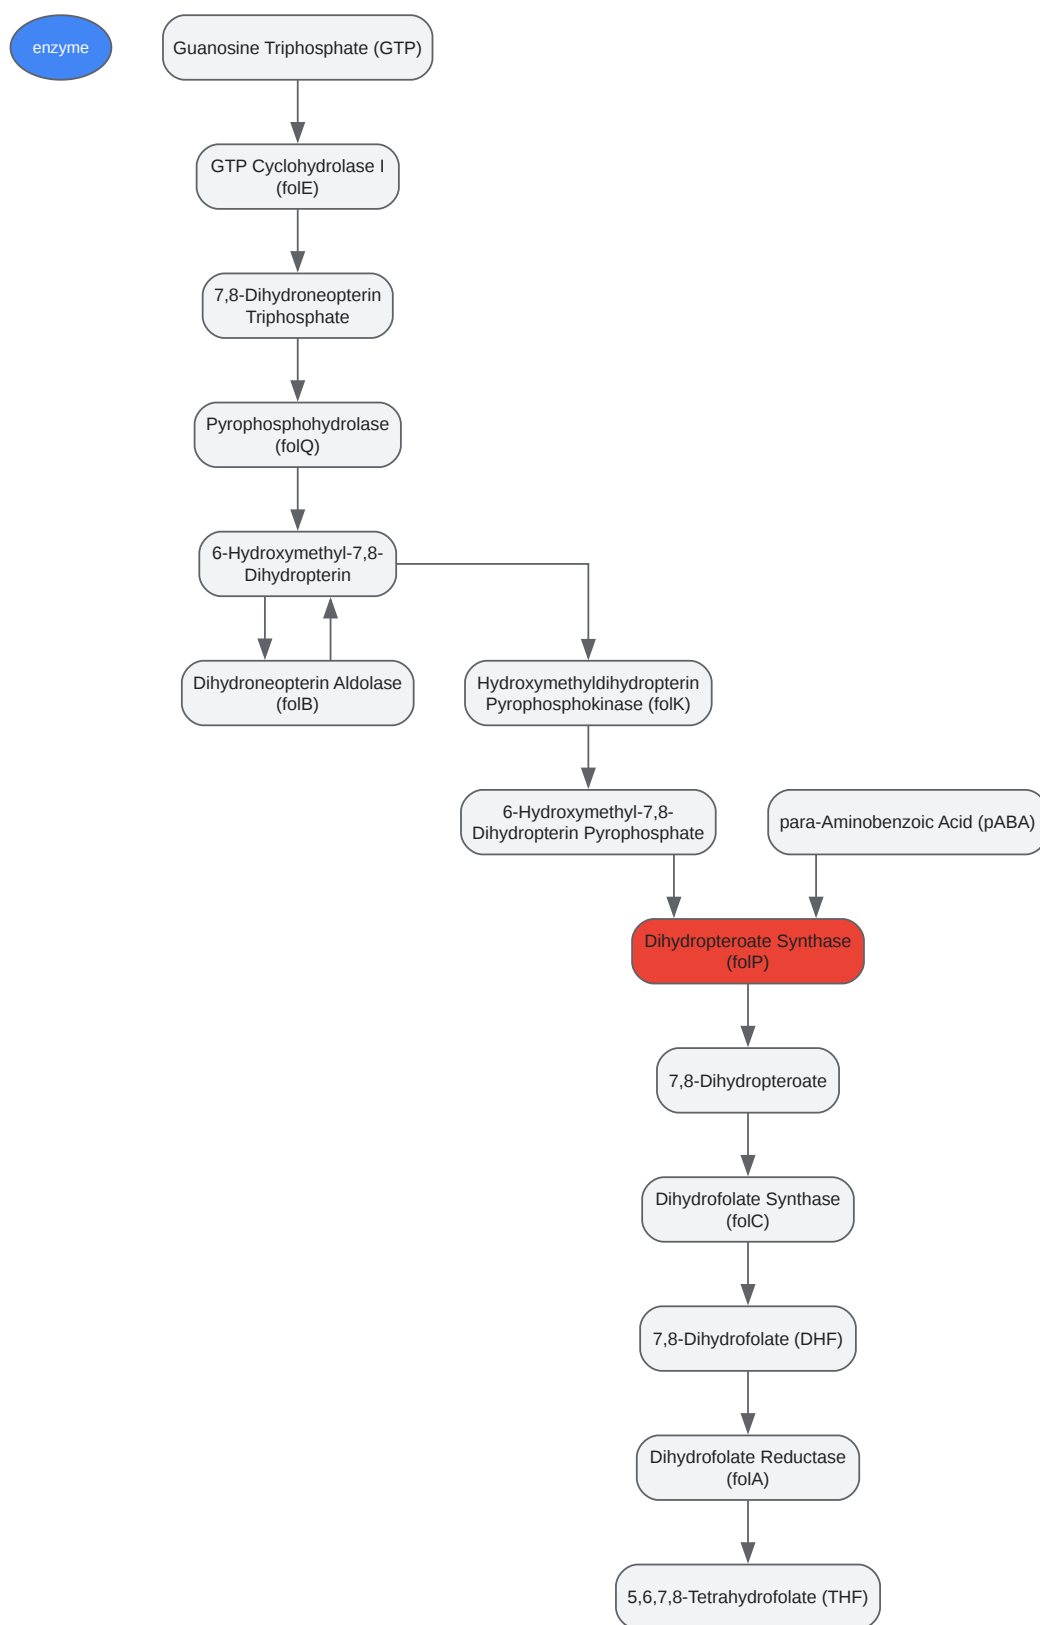 enzyme
Guanosine Triphosphate (GTP)
GTP Cyclohydrolase I
(folE)
7,8-Dihydroneopterin
Triphosphate
Pyrophosphohydrolase
(folQ)
6-Hydroxymethyl-7,8-
Dihydropterin
Dihydroneopterin Aldolase
(folB)
Hydroxymethyldihydropterin
Pyrophosphokinase (folK)
6-Hydroxymethyl-7,8-
Dihydropterin Pyrophosphate
para-Aminobenzoic Acid (pABA)
Dihydropteroate Synthase
(folP)
7,8-Dihydropteroate
Dihydrofolate Synthase
(folC)
7,8-Dihydrofolate (DHF)
Dihydrofolate Reductase
(folA)
5,6,7,8-Tetrahydrofolate (THF)